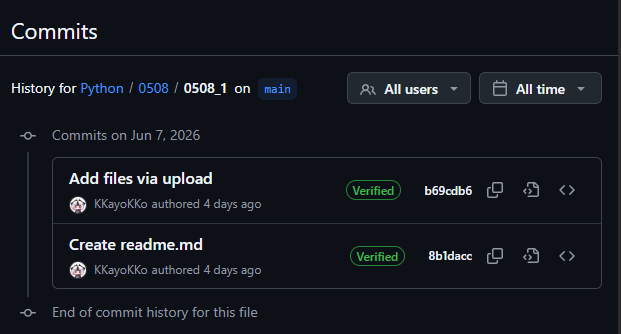 Commits
History for Python / 0508 / 0508_1 on main
All users
All time
Commits on Jun 7, 2026
Add files via upload
KKayoKKo authored 4 days ago
Verified
b69cdb6
Create readme.md
KKayoKKo authored 4 days ago
Verified
8b1dacc
End of commit history for this file